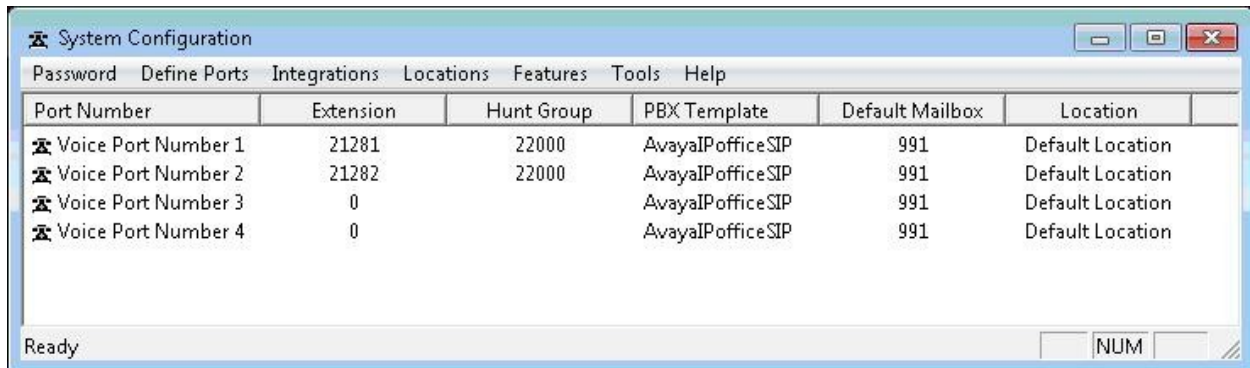 System Configuration
Password Define Ports Integrations Locations Features Tools Help
Port Number Extension Hunt Group PBX Template Default Mailbox Location
Voice Port Number 1 21281 22000 AvayaIPofficeSIP 991 Default Location
Voice Port Number 2 21282 22000 AvayaIPofficeSIP 991 Default Location
Voice Port Number 3 0 AvayaIPofficeSIP 991 Default Location
Voice Port Number 4 0 AvayaIPofficeSIP 991 Default Location
Ready NUM